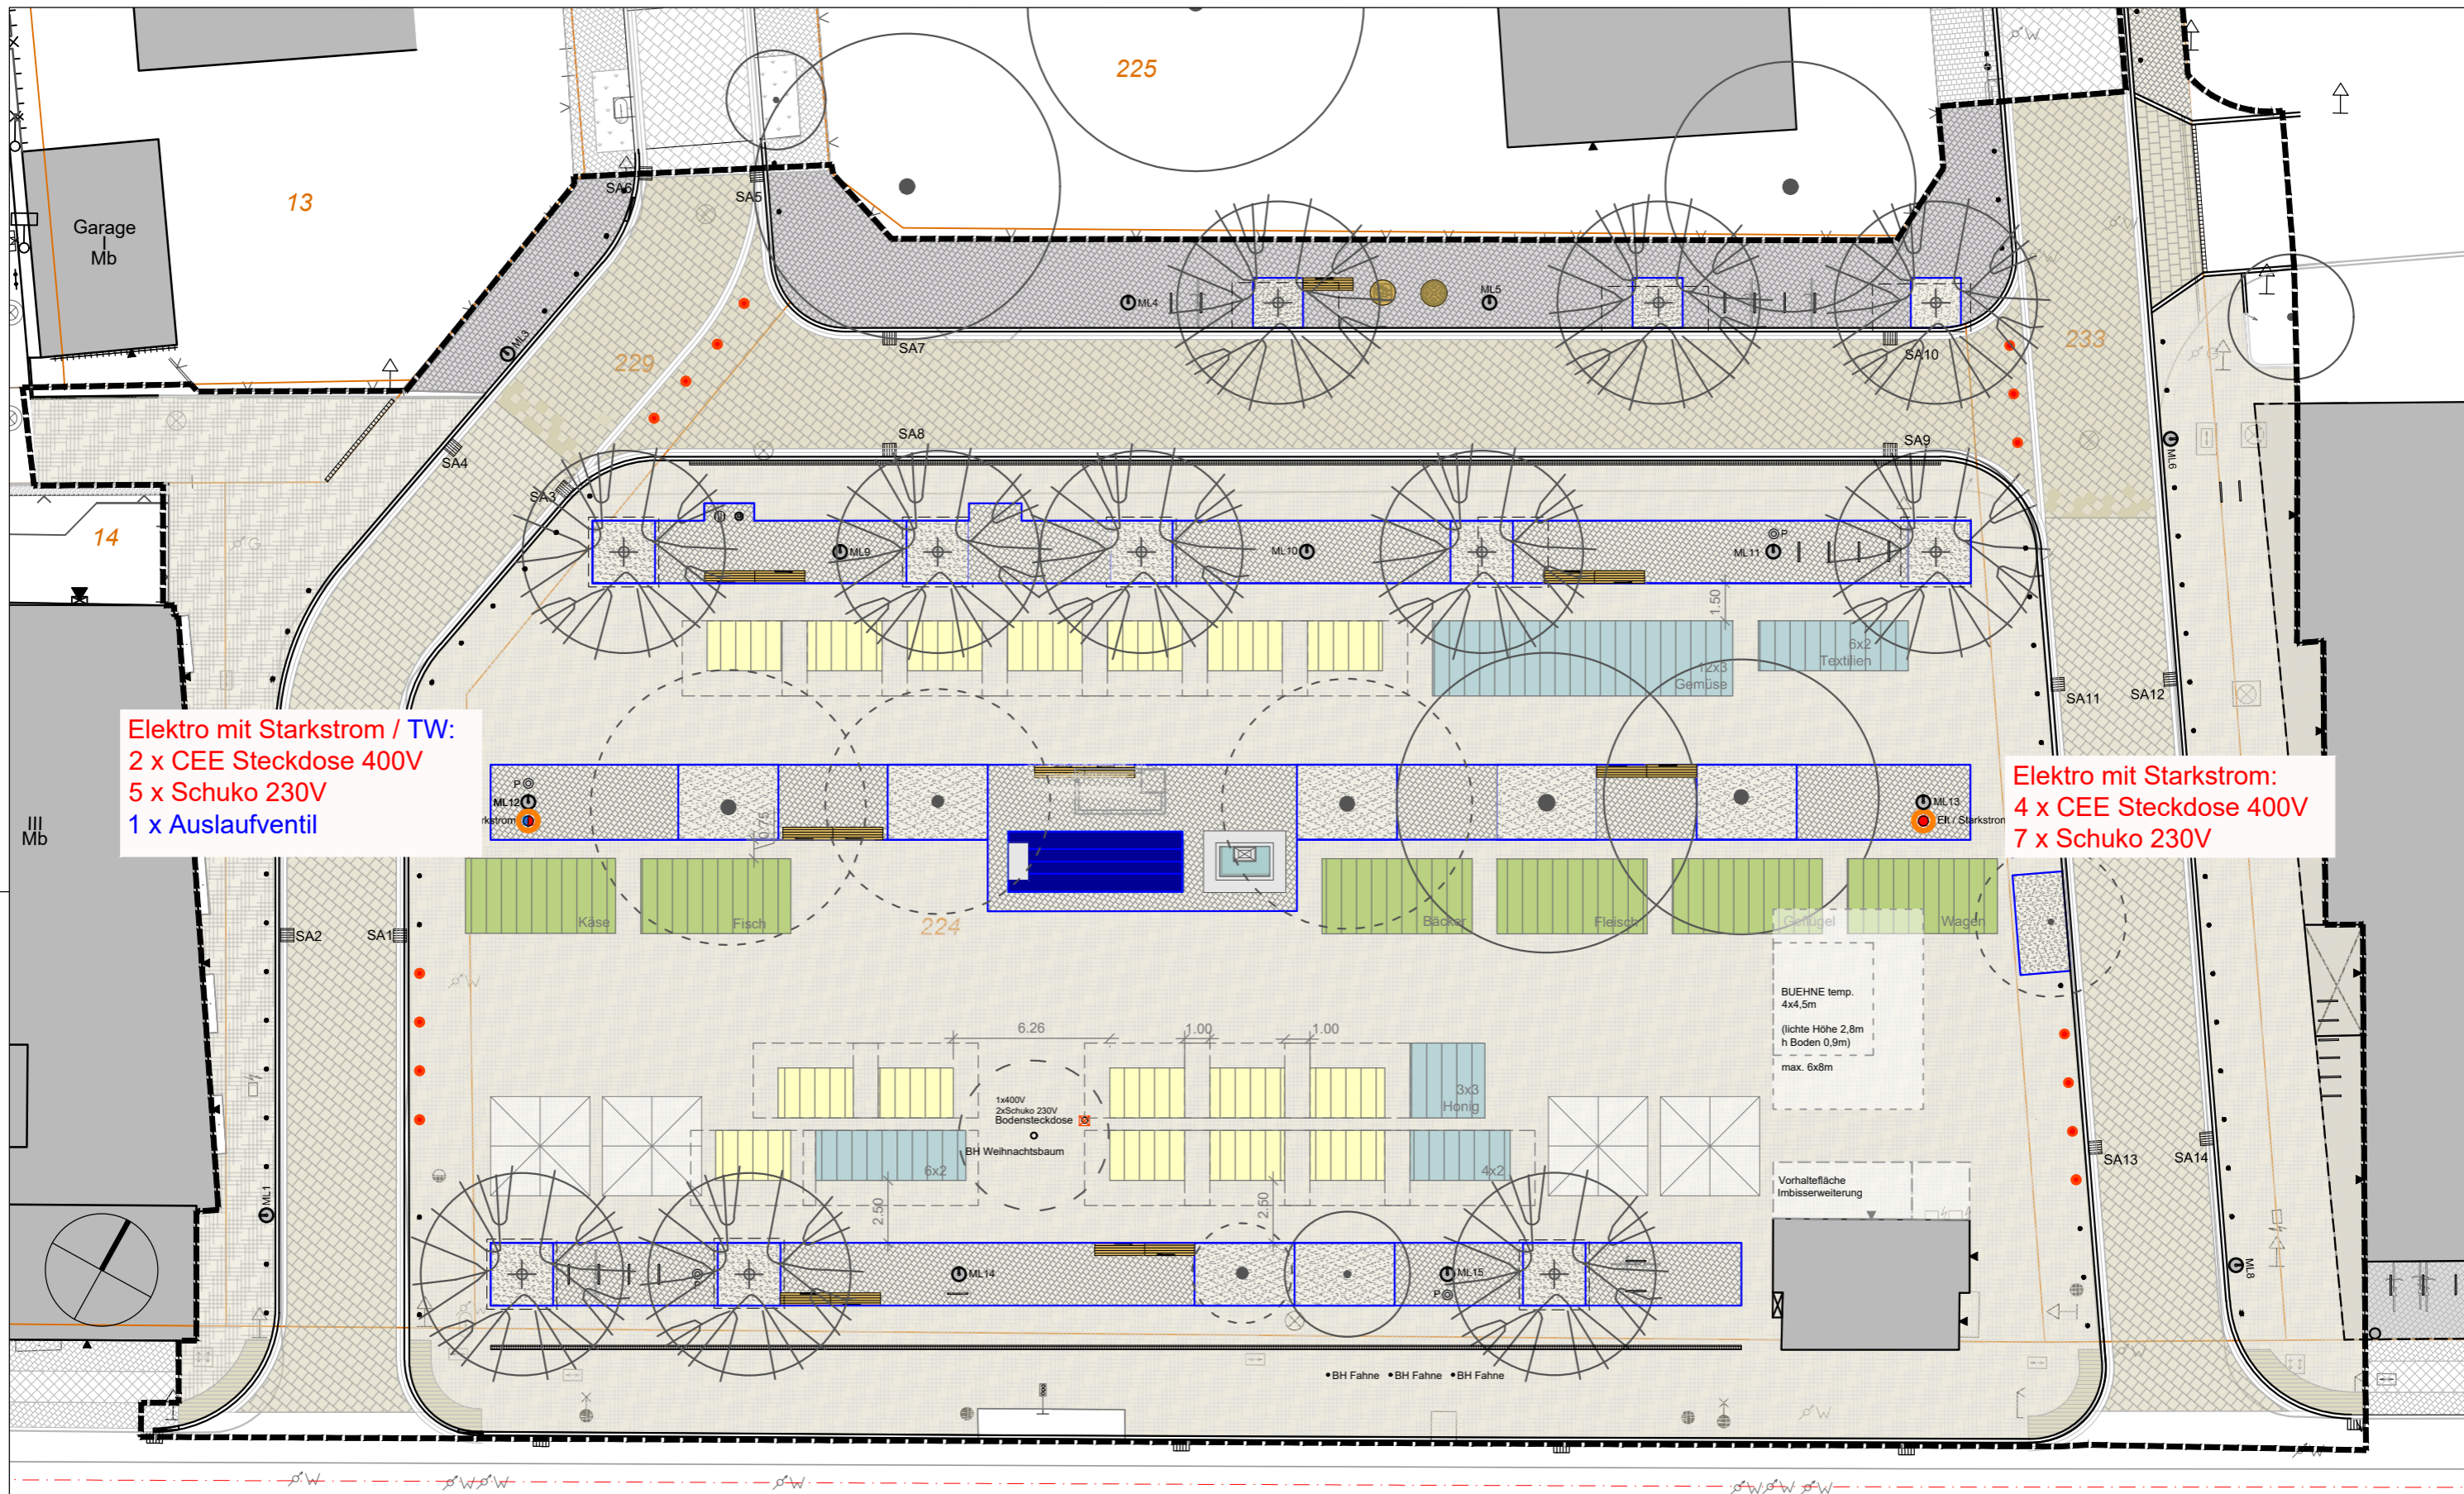 225
13
Garage
I
Mb
SA6
SA5
ML4
ML5
ML3
229
233
SA7
SA10
SA8
SA9
SA4
SA3
ML6
14
ML9
ML10
ML11
P
1.50
6x2
Textilien
12x3
Gemüse
SA11
SA12
Elektro mit Starkstrom / TW:
2 x CEE Steckdose 400V
5 x Schuko 230V
1 x Auslaufventil
Elektro mit Starkstrom:
4 x CEE Steckdose 400V
7 x Schuko 230V
P
ML12
rkstrom
ML13
Elt / Starkstrom
III
Mb
0.75
Käse
Fisch
Bäcker
Fleisch
Geflügel
Wagen
224
SA2
SA1
BUEHNE temp.
4x4,5m
(lichte Höhe 2,8m
h Boden 0,9m)
max. 6x8m
6.26
1.00
1.00
1x400V
2xSchuko 230V
Bodensteckdose
BH Weihnachtsbaum
3x3
Honig
6x2
4x2
2.50
2.50
SA13
SA14
Vorhaltefläche
Imbisserweiterung
ML1
ML14
ML15
P
P
ML8
BH Fahne
BH Fahne
BH Fahne